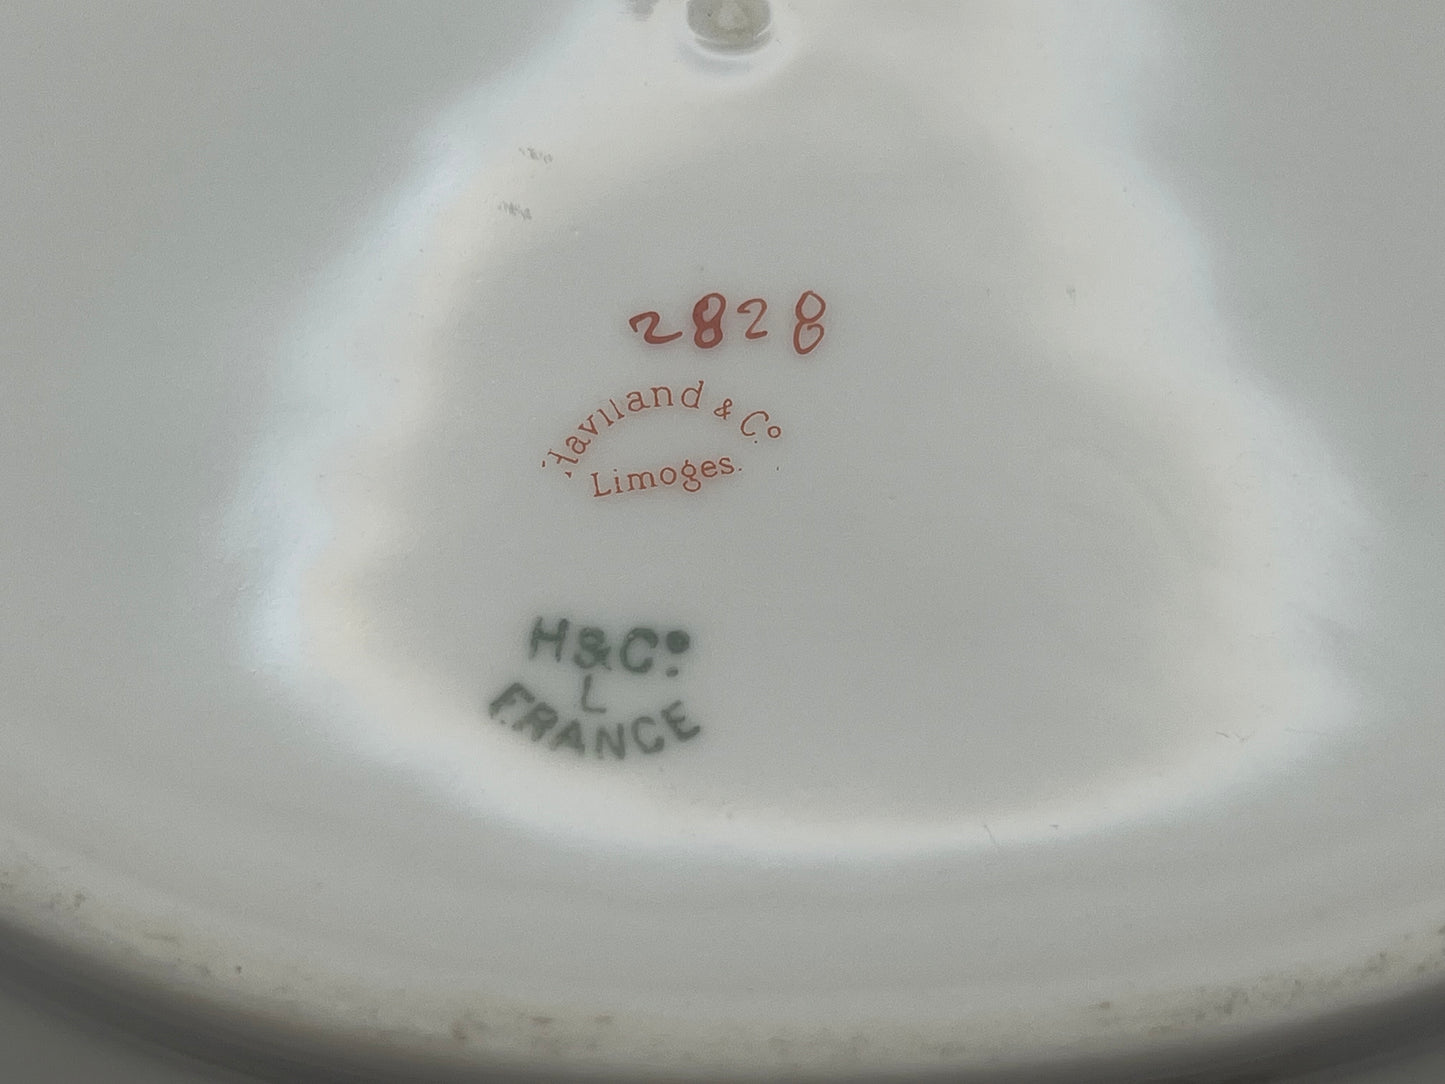 2828
Haviland & Co.
Limoges.
H&Co.
L
FRANCE